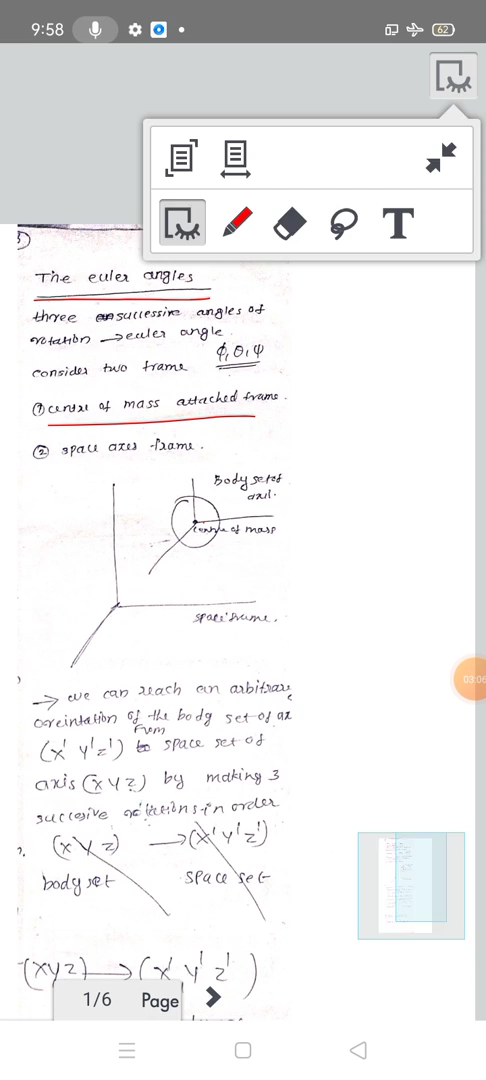 9:58
62
The euler angles
three successive angles of
rotation → euler angle.
ϕ, θ, ψ
consider two frame
① centre of mass attached frame.
② space axes frame.
Body set of
axis.
centre of mass
space frame.
03:06
→ we can reach an arbitrary
oreintation of the body set of ax
from
(x' y' z') to space set of
axis (x y z) by making 3
succesive rotations in order
(x y z) → (x' y' z')
body set space set
(x y z) → (x' y' z')
1/6 Page
T